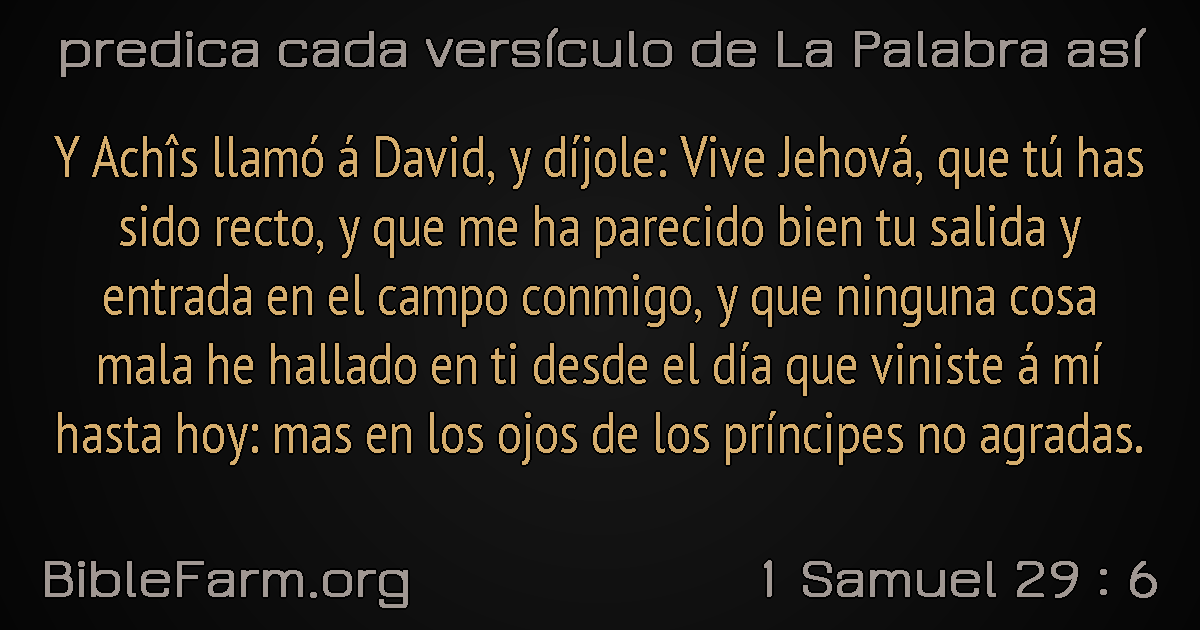 predica cada versículo de La Palabra así
Y Achîs llamó á David, y díjole: Vive Jehová, que tú has
sido recto, y que me ha parecido bien tu salida y
entrada en el campo conmigo, y que ninguna cosa
mala he hallado en ti desde el día que viniste á mí
hasta hoy: mas en los ojos de los príncipes no agradas.
BibleFarm.org
1 Samuel 29 : 6